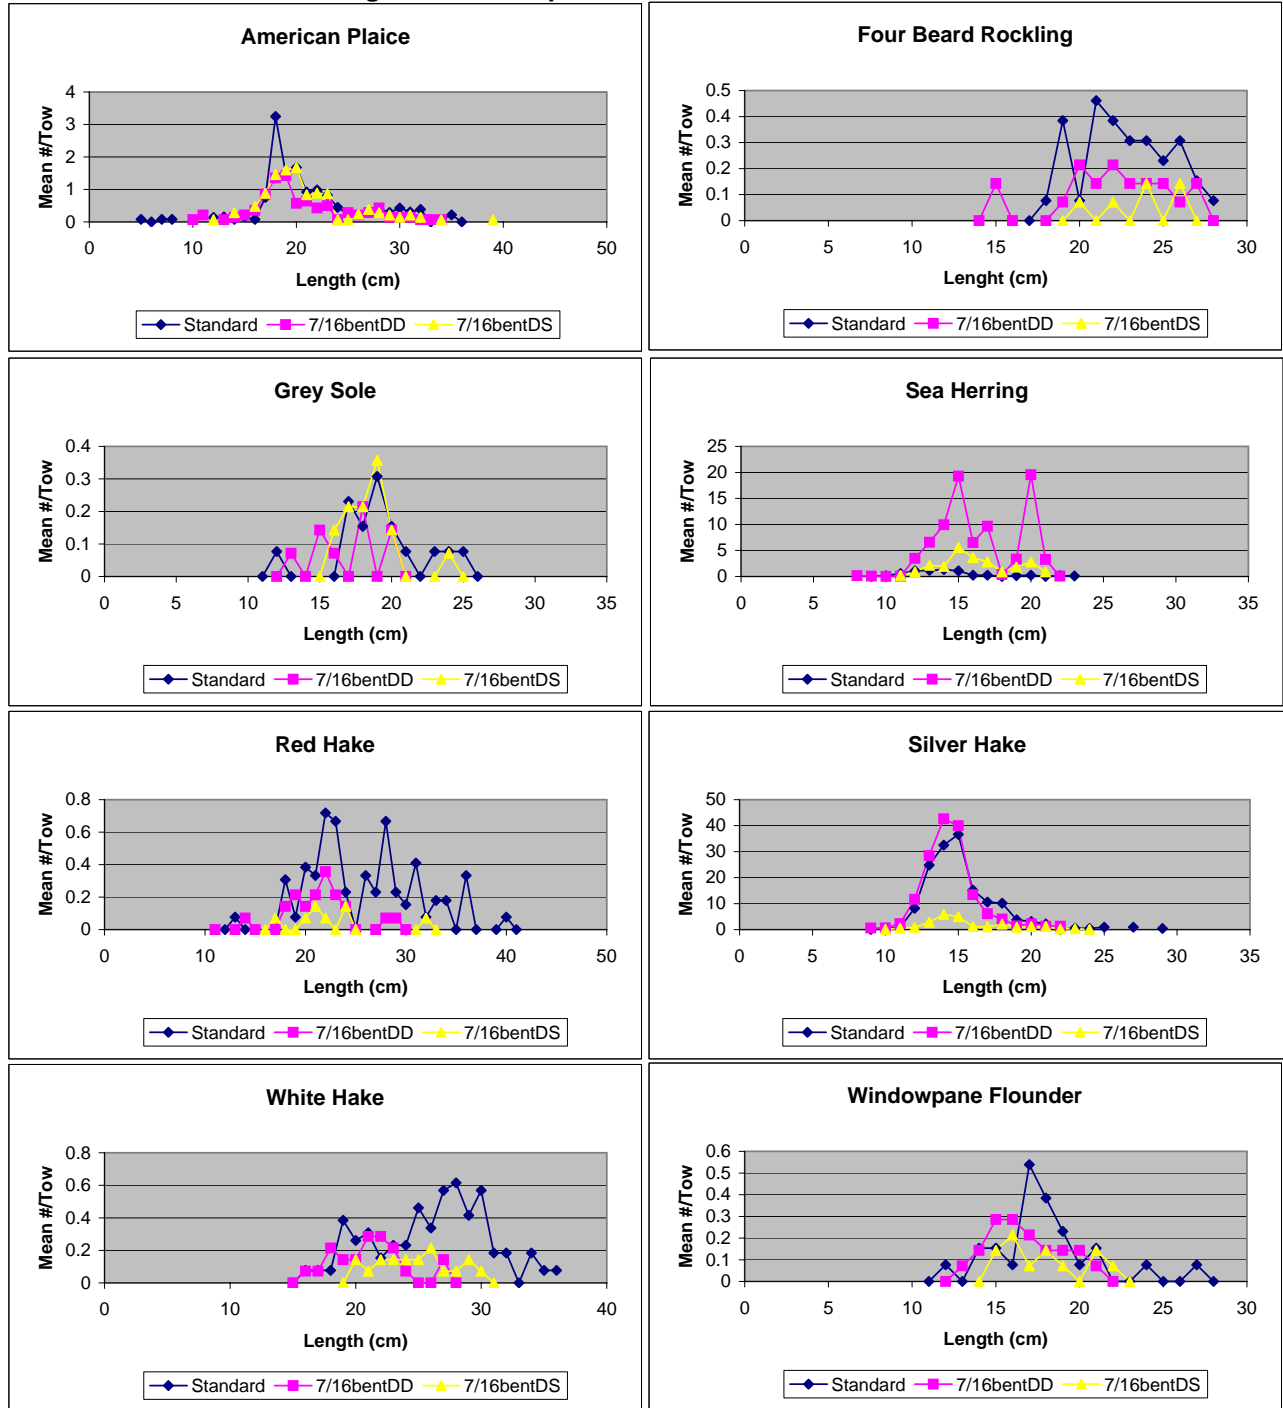 American Plaice
Mean #/Tow
4
3
2
1
0
0 10 20 30 40 50
Length (cm)
Standard 7/16bentDD 7/16bentDS
Four Beard Rockling
Mean #/Tow
0.5
0.4
0.3
0.2
0.1
0
0 5 10 15 20 25 30
Lenght (cm)
Standard 7/16bentDD 7/16bentDS
Grey Sole
Mean #/Tow
0.4
0.3
0.2
0.1
0
0 5 10 15 20 25 30 35
Length (cm)
Standard 7/16bentDD 7/16bentDS
Sea Herring
Mean #/Tow
25
20
15
10
5
0
0 5 10 15 20 25 30 35
Length (cm)
Standard 7/16bentDD 7/16bentDS
Red Hake
Mean #/Tow
0.8
0.6
0.4
0.2
0
0 10 20 30 40 50
Length (cm)
Standard 7/16bentDD 7/16bentDS
Silver Hake
Mean #/Tow
50
40
30
20
10
0
0 5 10 15 20 25 30 35
Length (cm)
Standard 7/16bentDD 7/16bentDS
White Hake
Mean #/Tow
0.8
0.6
0.4
0.2
0
0 10 20 30 40
Length (cm)
Standard 7/16bentDD 7/16bentDS
Windowpane Flounder
Mean #/Tow
0.6
0.5
0.4
0.3
0.2
0.1
0
0 5 10 15 20 25 30
Length (cm)
Standard 7/16bentDD 7/16bentDS